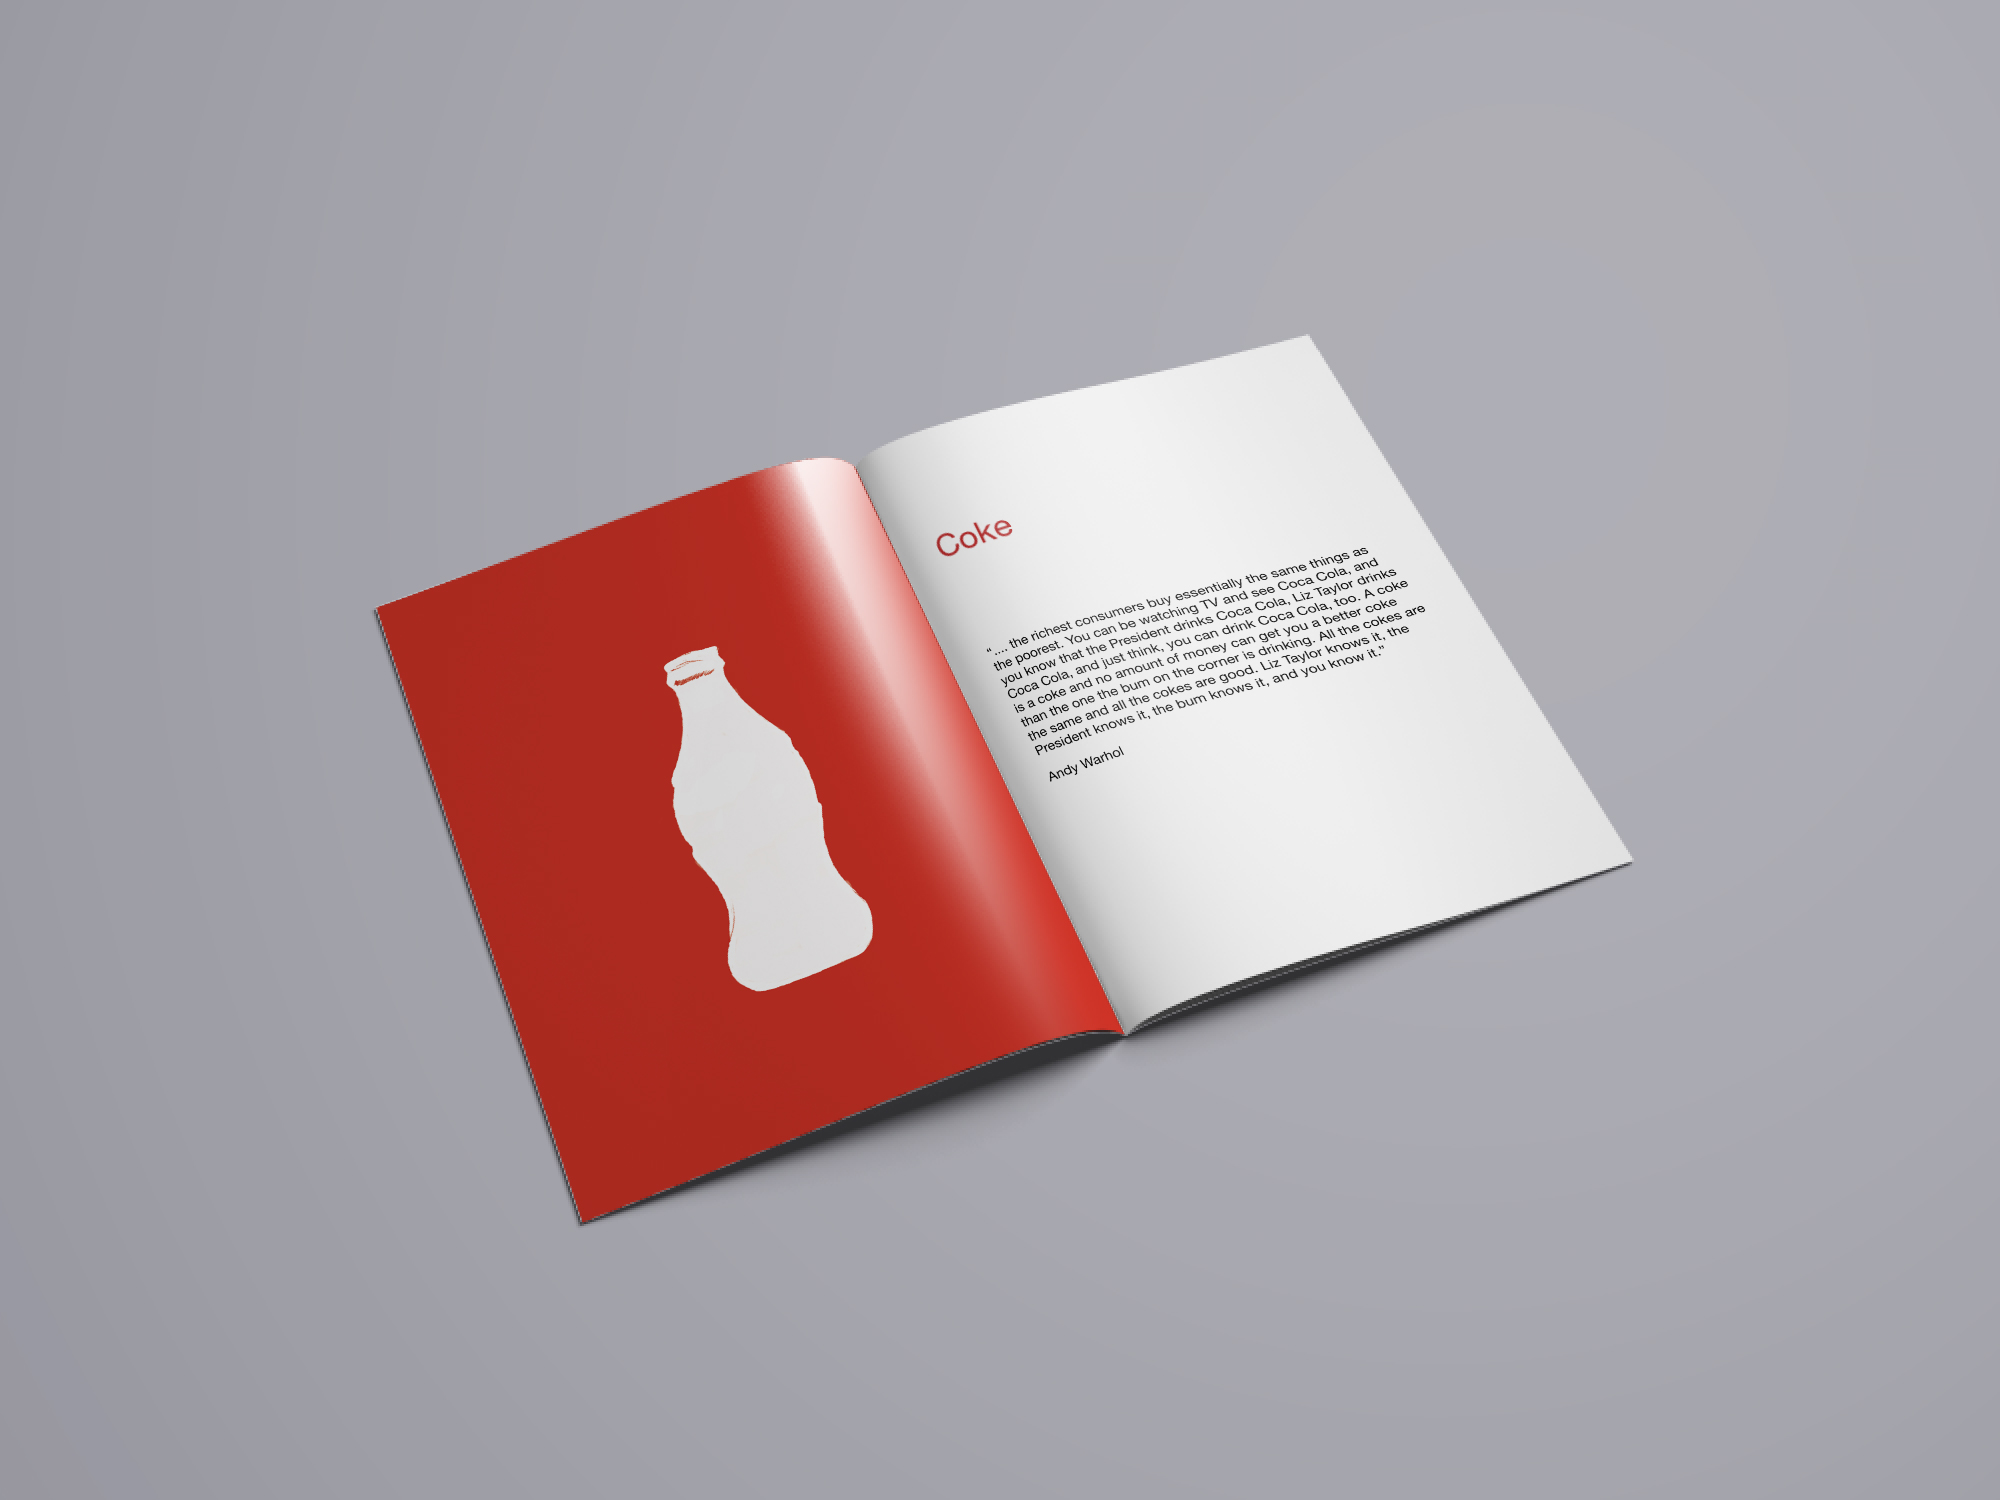 Coke
“ .... the richest consumers buy essentially the same things as
the poorest. You can be watching TV and see Coca Cola, and
you know that the President drinks Coca Cola, Liz Taylor drinks
Coca Cola, and just think, you can drink Coca Cola, too. A coke
is a coke and no amount of money can get you a better coke
than the one the bum on the corner is drinking. All the cokes are
the same and all the cokes are good. Liz Taylor knows it, the
President knows it, the bum knows it, and you know it.”
Andy Warhol